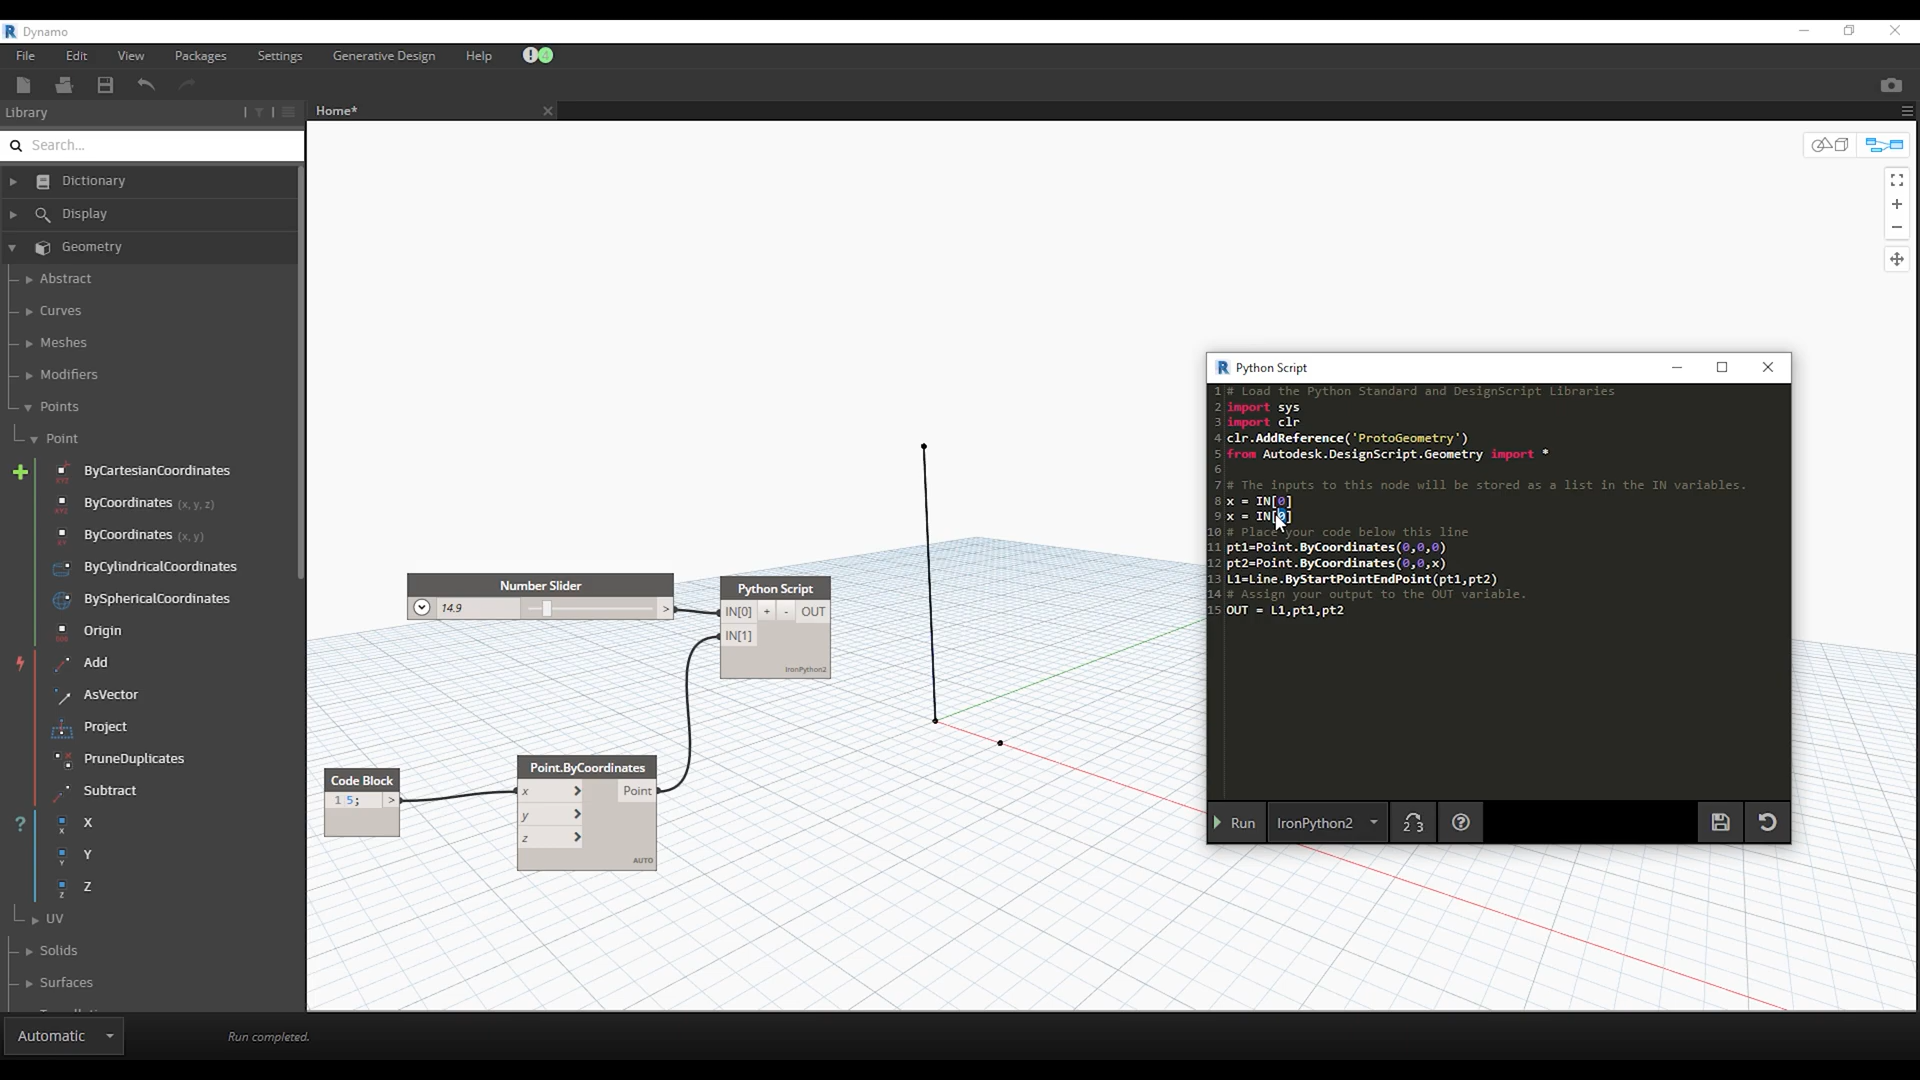 Dynamo
File Edit View Packages Settings Generative Design Help !
Library
Home*
Search...
Dictionary
Display
Geometry
Abstract
Curves
Meshes
Modifiers
Points
Point
ByCartesianCoordinates
ByCoordinates (x, y, z)
ByCoordinates (x, y)
ByCylindricalCoordinates
BySphericalCoordinates
Origin
Add
AsVector
Project
PruneDuplicates
Subtract
X
Y
Z
UV
Solids
Surfaces
Automatic
Run completed.
Number Slider
14.9 >
Python Script
IN[0] + - OUT
IN[1]
IronPython2
Code Block
1 5; >
Point.ByCoordinates
x > Point
y >
z >
AUTO
Python Script
1 # Load the Python Standard and DesignScript Libraries
2 import sys
3 import clr
4 clr.AddReference('ProtoGeometry')
5 from Autodesk.DesignScript.Geometry import *
6
7 # The inputs to this node will be stored as a list in the IN variables.
8 x = IN[0]
9 x = IN[0]
10 # Place your code below this line
11 pt1=Point.ByCoordinates(0,0,0)
12 pt2=Point.ByCoordinates(0,0,x)
13 L1=Line.ByStartPointEndPoint(pt1,pt2)
14 # Assign your output to the OUT variable.
15 OUT = L1,pt1,pt2
Run IronPython2 2 3 ?